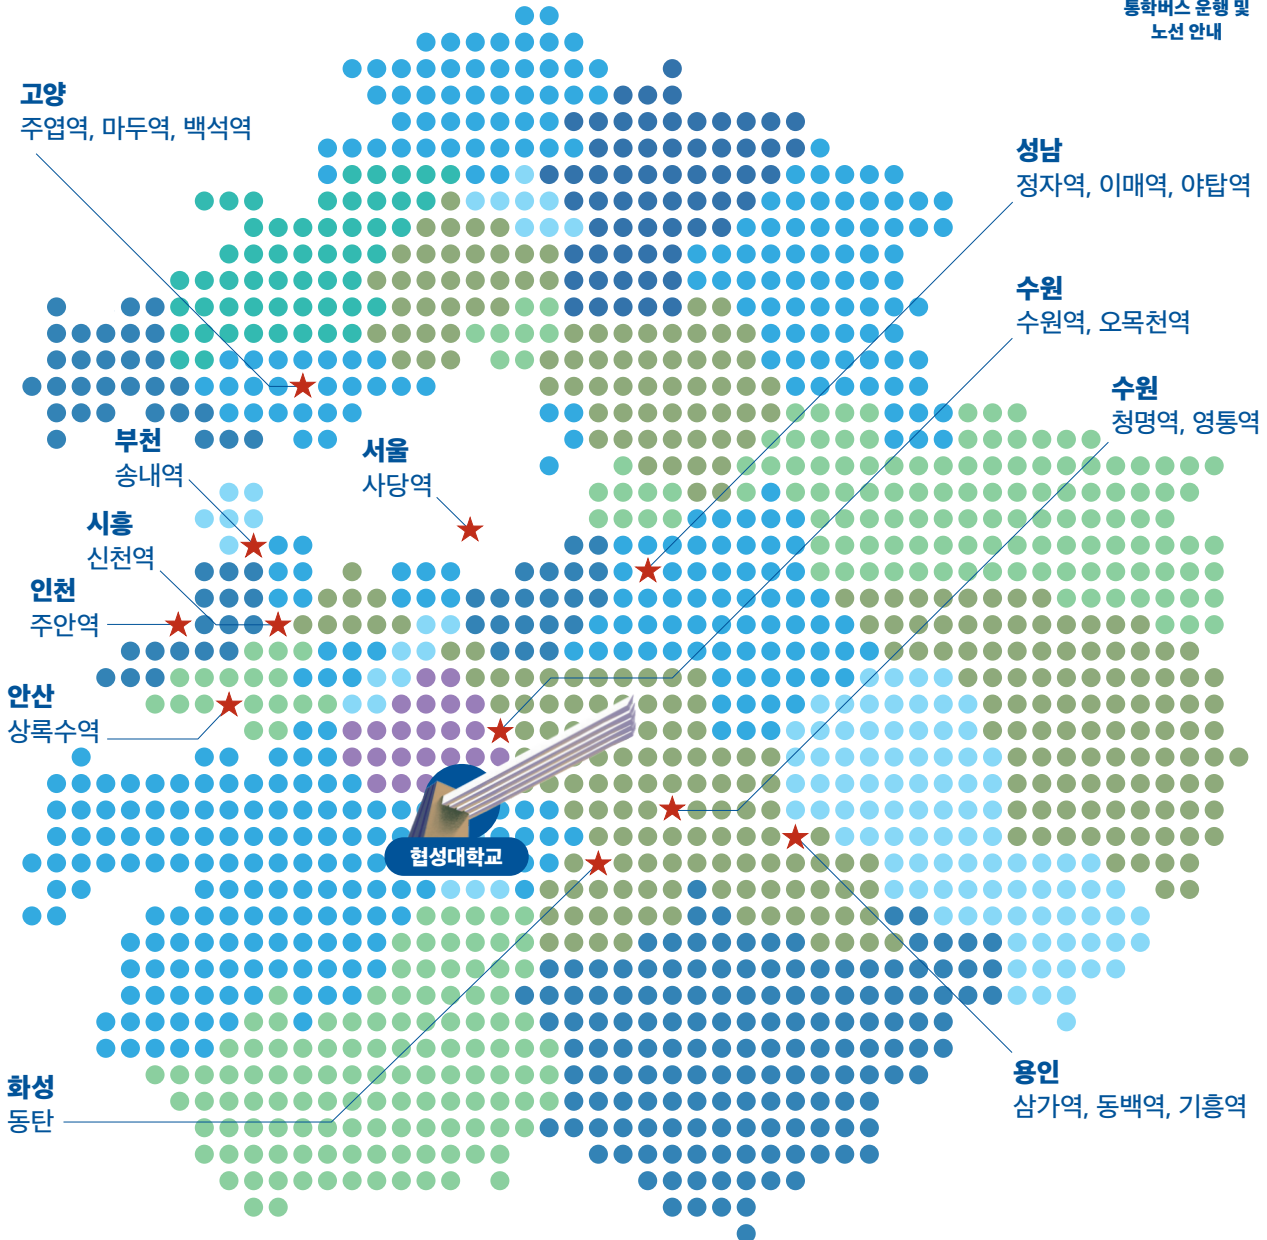 통학버스 운행 및
노선 안내
고양
주엽역, 마두역, 백석역
성남
정자역, 이매역, 야탑역
수원
수원역, 오목천역
수원
청명역, 영통역
부천
송내역
서울
사당역
시흥
신천역
인천
주안역
안산
상록수역
협성대학교
화성
동탄
용인
삼가역, 동백역, 기흥역